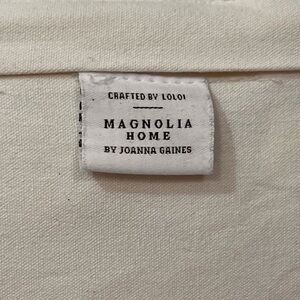 CRAFTED BY LOLOI
MAGNOLIA
HOME
BY JOANNA GAINES